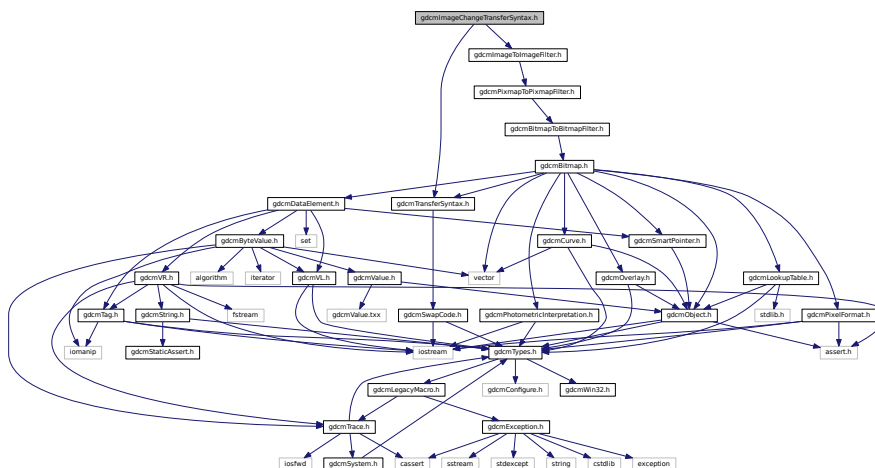 gdcmImageChangeTransferSyntax.h
gdcmImageToImageFilter.h
gdcmPixmapToPixmapFilter.h
gdcmBitmapToBitmapFilter.h
gdcmBitmap.h
gdcmDataElement.h
gdcmTransferSyntax.h
gdcmByteValue.h
set
gdcmCurve.h
gdcmSmartPointer.h
gdcmVR.h
algorithm
iterator
gdcmVL.h
gdcmValue.h
vector
gdcmOverlay.h
gdcmLookupTable.h
gdcmTag.h
gdcmString.h
fstream
gdcmValue.txx
gdcmSwapCode.h
gdcmPhotometricInterpretation.h
gdcmObject.h
stdlib.h
gdcmPixelFormat.h
iomanip
gdcmStaticAssert.h
iostream
gdcmTypes.h
assert.h
gdcmLegacyMacro.h
gdcmConfigure.h
gdcmWin32.h
gdcmTrace.h
gdcmException.h
iosfwd
gdcmSystem.h
cassert
sstream
stdexcept
string
cstdlib
exception